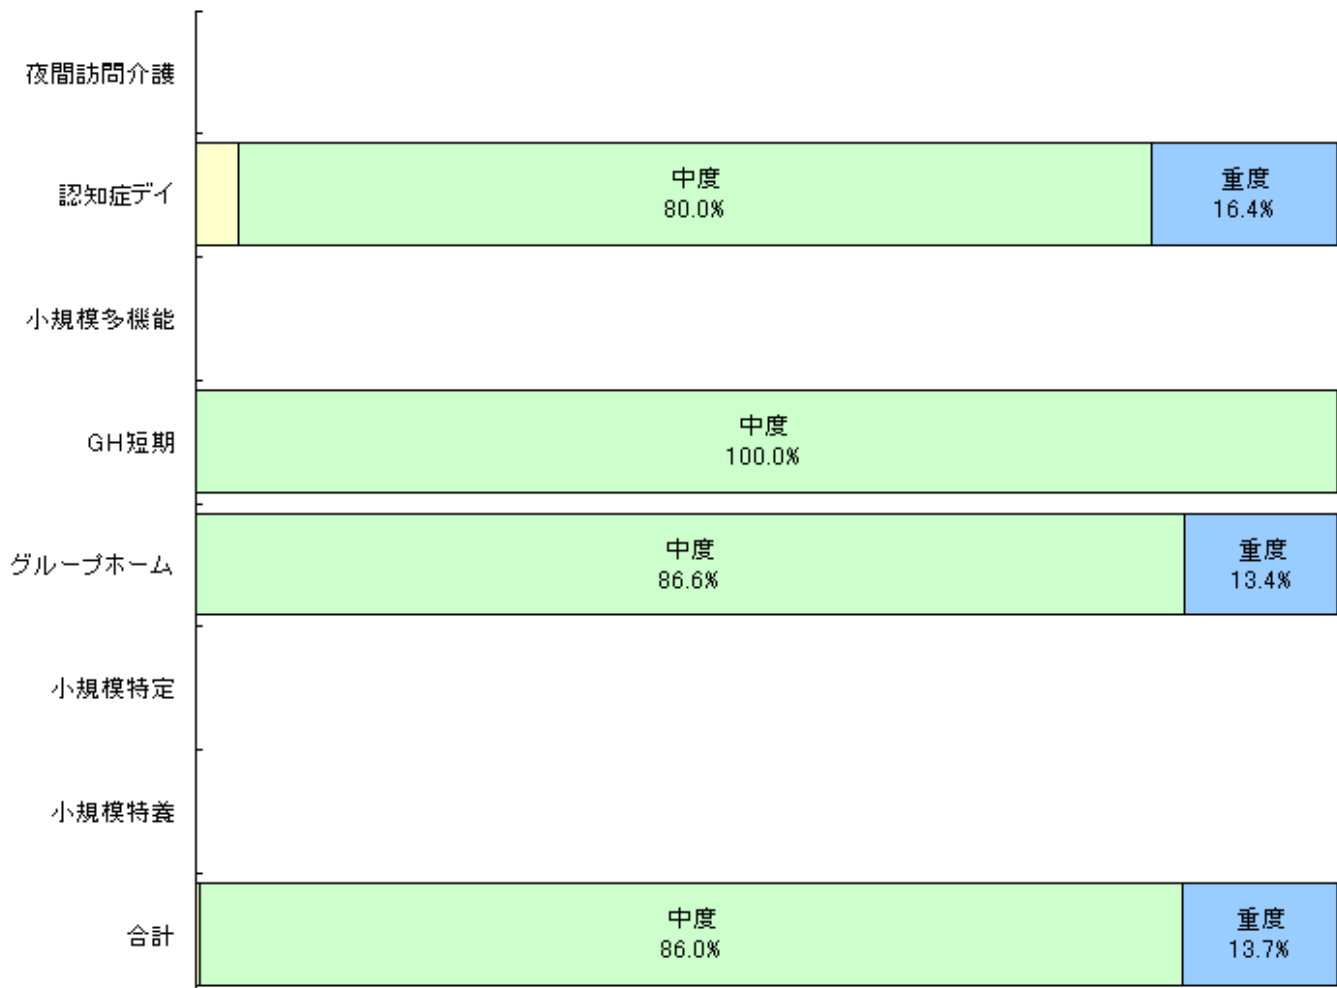 夜間訪問介護
認知症デイ
中度
80.0%
重度
16.4%
小規模多機能
GH短期
中度
100.0%
グループホーム
中度
86.6%
重度
13.4%
小規模特定
小規模特養
合計
中度
86.0%
重度
13.7%